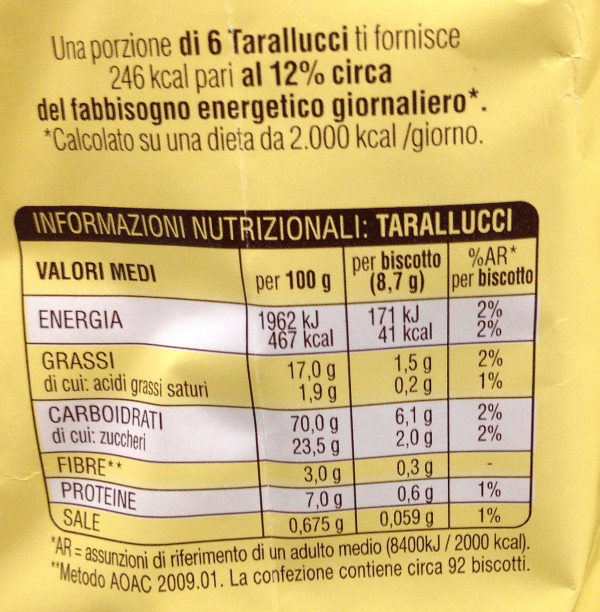 Una porzione di 6 Tarallucci ti fornisce
246 kcal pari al 12% circa
del fabbisogno energetico giornaliero*.
*Calcolato su una dieta da 2.000 kcal /giorno.
INFORMAZIONI NUTRIZIONALI: TARALLUCCI
VALORI MEDI per 100 g per biscotto (8,7 g) %AR* per biscotto
ENERGIA 1962 kJ 171 kJ 2%
467 kcal 41 kcal 2%
GRASSI 17,0 g 1,5 g 2%
di cui: acidi grassi saturi 1,9 g 0,2 g 1%
CARBOIDRATI 70,0 g 6,1 g 2%
di cui: zuccheri 23,5 g 2,0 g 2%
FIBRE** 3,0 g 0,3 g -
PROTEINE 7,0 g 0,6 g 1%
SALE 0,675 g 0,059 g 1%
*AR = assunzioni di riferimento di un adulto medio (8400kJ / 2000 kcal).
**Metodo AOAC 2009.01. La confezione contiene circa 92 biscotti.